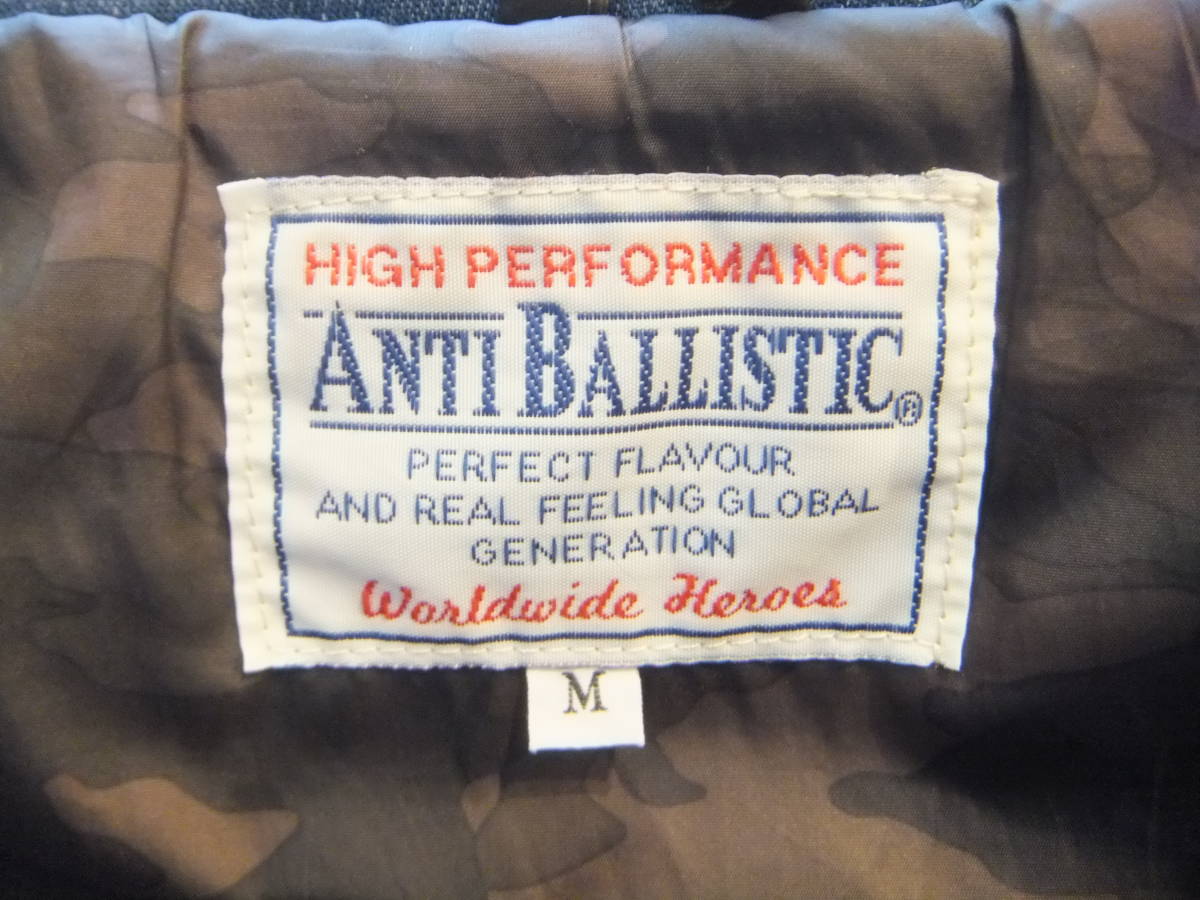 HIGH PERFORMANCE
ANTI BALLISTIC®
PERFECT FLAVOUR
AND REAL FEELING GLOBAL
GENERATION
Worldwide Heroes
M